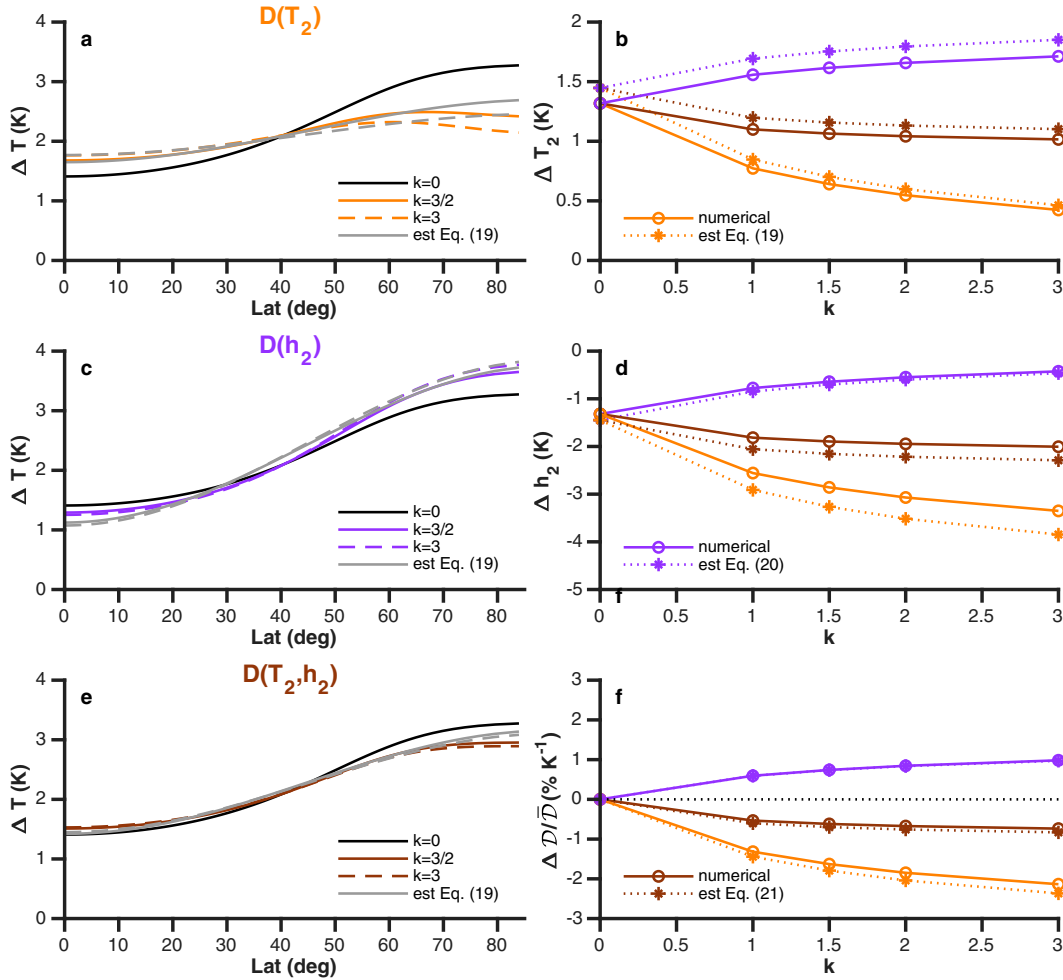 D(T2)
a
4
3
2
1
0
Δ T (K)
k=0
k=3/2
k=3
est Eq. (19)
0 10 20 30 40 50 60 70 80
Lat (deg)
b
2
1.5
1
0.5
0
Δ T2 (K)
numerical
est Eq. (19)
0 0.5 1 1.5 2 2.5 3
k
D(h2)
c
4
3
2
1
0
Δ T (K)
k=0
k=3/2
k=3
est Eq. (19)
0 10 20 30 40 50 60 70 80
Lat (deg)
d
0
-1
-2
-3
-4
-5
Δ h2 (K)
numerical
est Eq. (20)
f
0 0.5 1 1.5 2 2.5 3
k
D(T2,h2)
e
4
3
2
1
0
Δ T (K)
k=0
k=3/2
k=3
est Eq. (19)
0 10 20 30 40 50 60 70 80
Lat (deg)
f
3
2
1
0
-1
-2
-3
Δ 𝒟/𝒟̅ (% K⁻¹)
numerical
est Eq. (21)
0 0.5 1 1.5 2 2.5 3
k